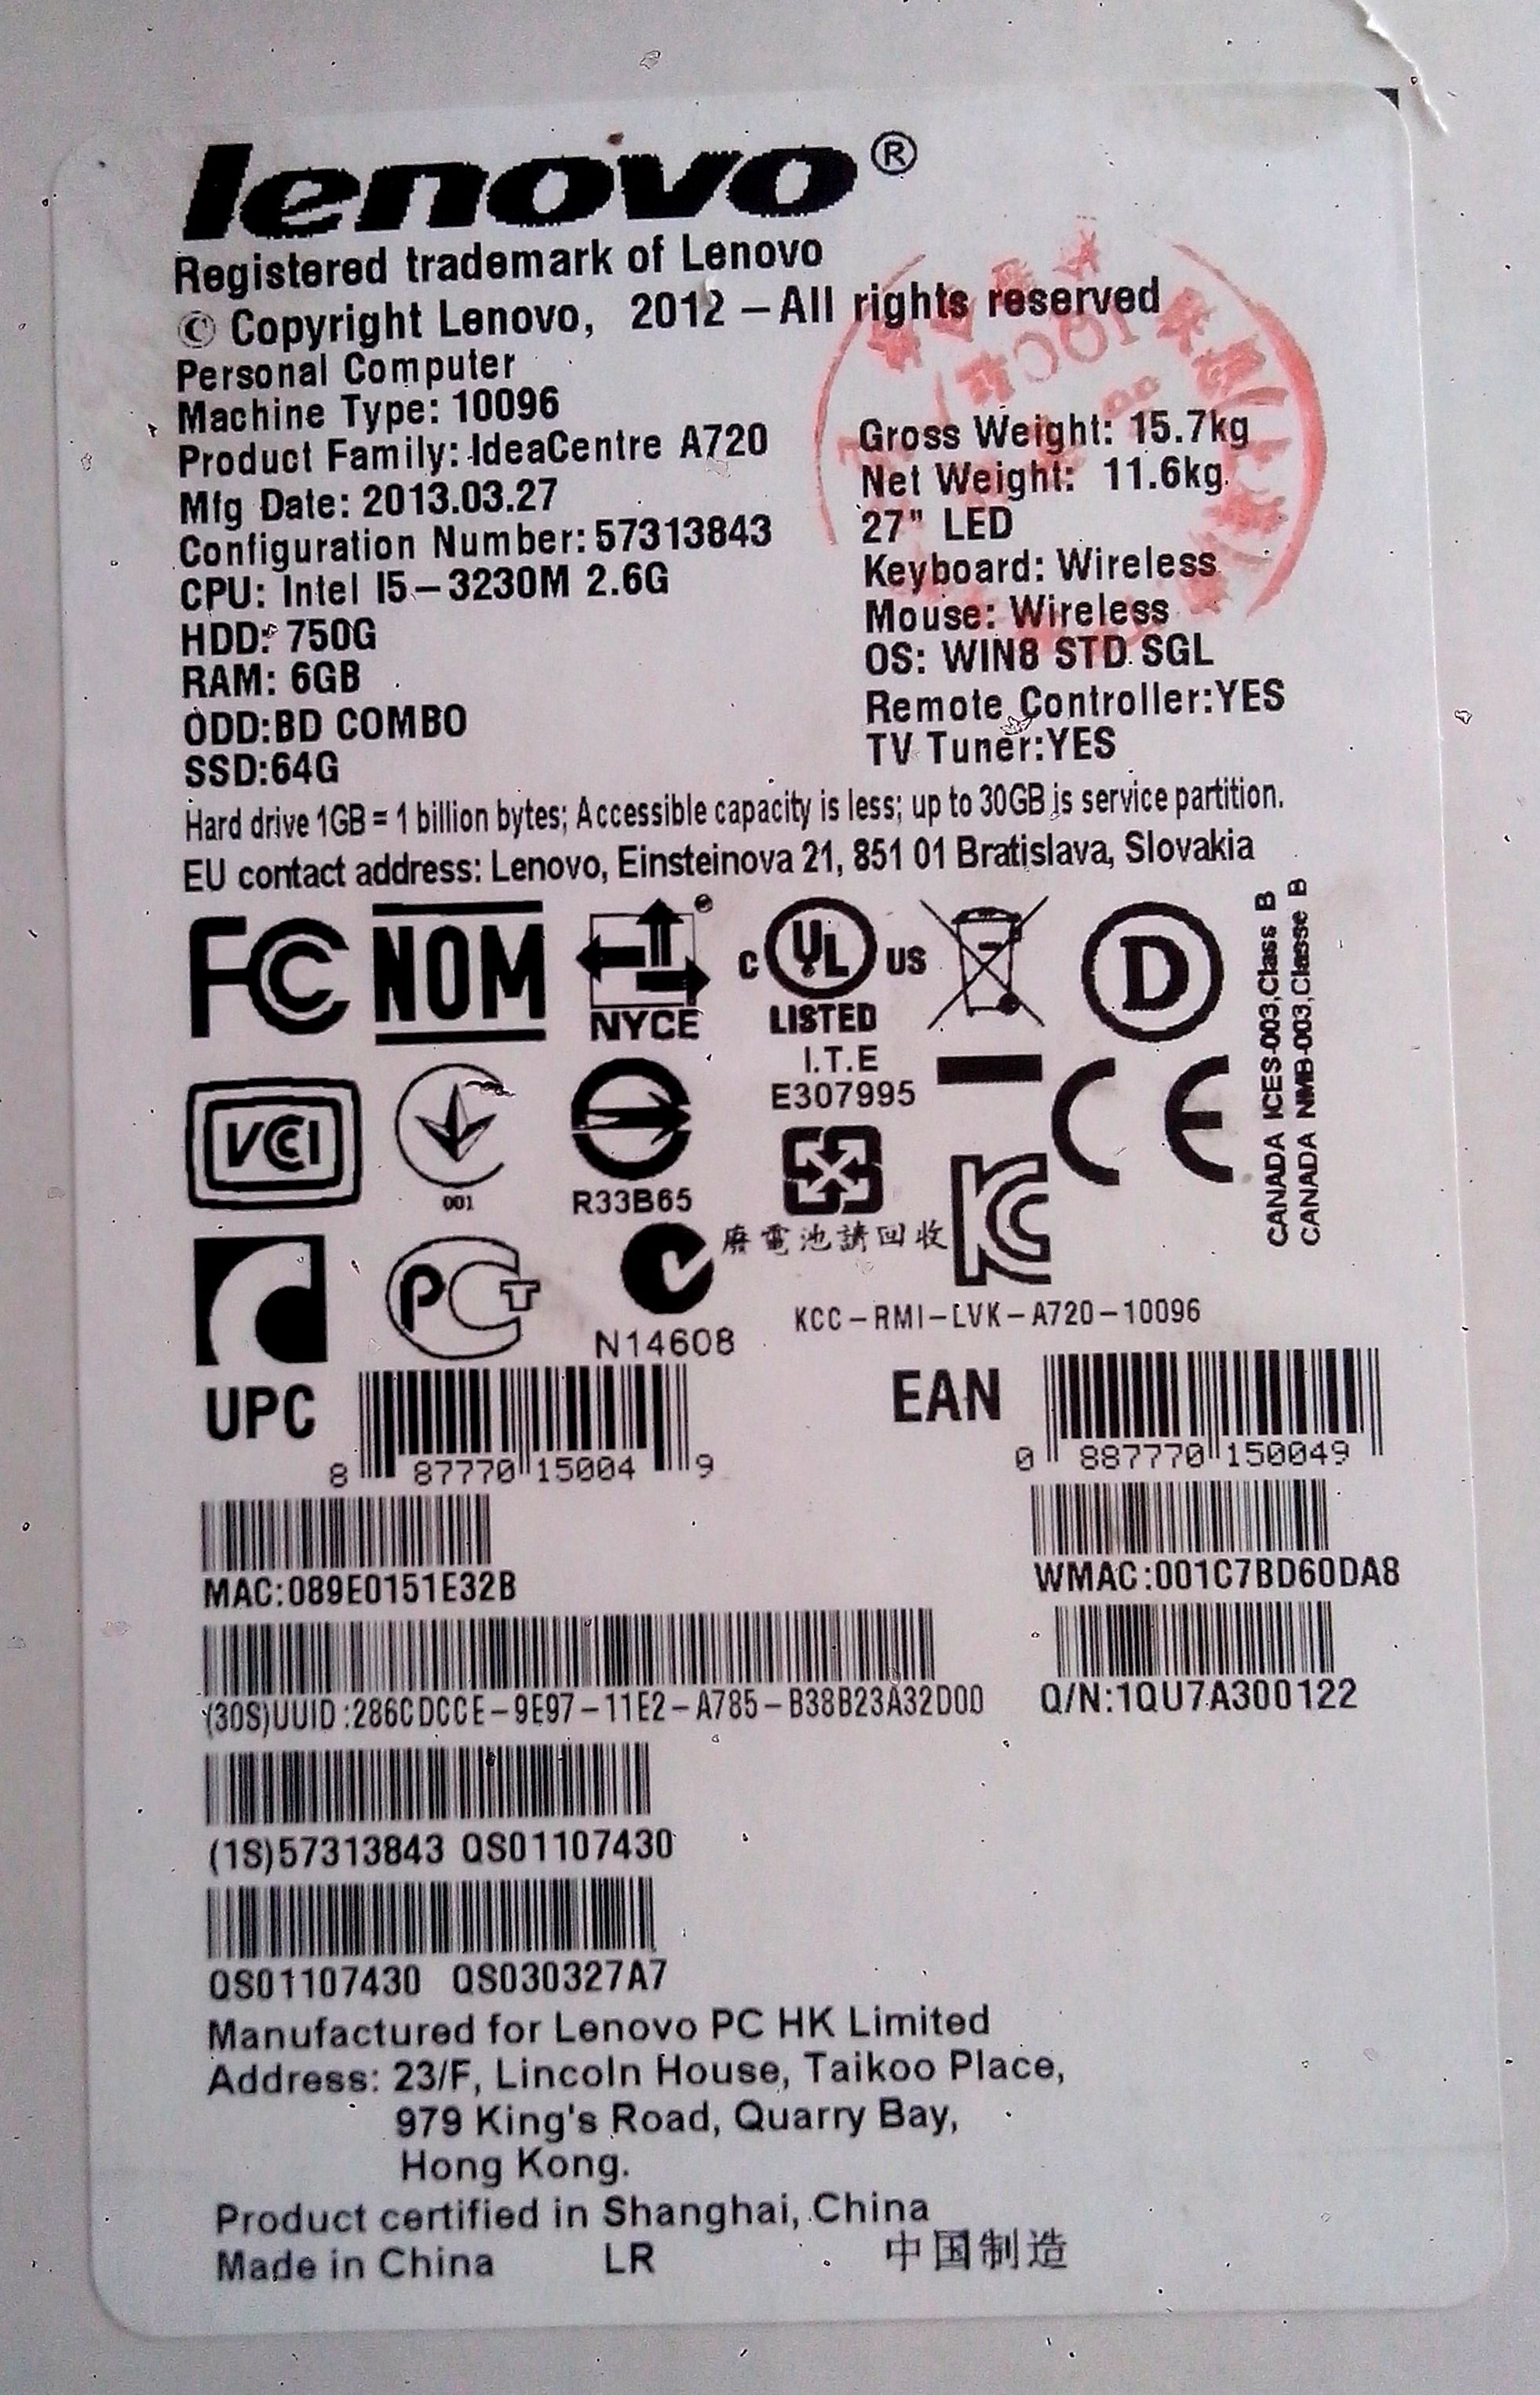 lenovo®
Registered trademark of Lenovo
© Copyright Lenovo, 2012 – All rights reserved
Personal Computer
Machine Type: 10096
Product Family: IdeaCentre A720
Mfg Date: 2013.03.27
Configuration Number: 57313843
CPU: Intel I5–3230M 2.6G
HDD: 750G
RAM: 6GB
ODD:BD COMBO
SSD:64G
Gross Weight: 15.7kg
Net Weight: 11.6kg
27" LED
Keyboard: Wireless
Mouse: Wireless
OS: WIN8 STD SGL
Remote Controller:YES
TV Tuner:YES
Hard drive 1GB = 1 billion bytes; Accessible capacity is less; up to 30GB is service partition.
EU contact address: Lenovo, Einsteinova 21, 851 01 Bratislava, Slovakia
FC NOM NYCE
C UL US
LISTED
I.T.E
E307995
D
CANADA ICES-003,Class B
CANADA NMB-003,Classe B
VCCI
001
R33B65
CE
廢電池請回收
KC
PCT
N14608
KCC–RMI–LVK–A720–10096
UPC
8 87770 15004 9
EAN
0 887770 150049
MAC:089E0151E32B
WMAC:001C7BD60DA8
(30S)UUID:286CDCCE–9E97–11E2–A785–B38B23A32D00
Q/N:1QU7A300122
(1S)57313843 QS01107430
QS01107430 QS030327A7
Manufactured for Lenovo PC HK Limited
Address: 23/F, Lincoln House, Taikoo Place,
979 King's Road, Quarry Bay,
Hong Kong.
Product certified in Shanghai, China
Made in China LR 中国制造